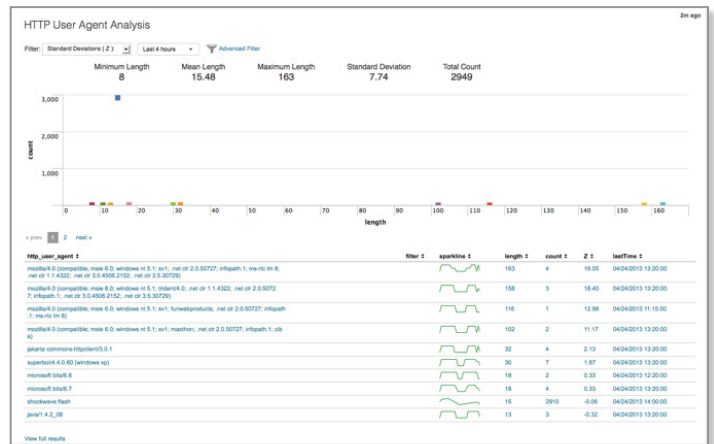 2m ago
HTTP User Agent Analysis
Filter: Standard Deviations ( Z ) Last 4 hours Advanced Filter
Minimum Length Mean Length Maximum Length Standard Deviation Total Count
8 15.48 163 7.74 2949
3,000
2,000
1,000
count
0 10 20 30 40 50 60 70 80 90 100 110 120 130 140 150 160
length
« prev 1 2 next »
http_user_agent filter sparkline length count Z lastTime
mozilla/4.0 (compatible; msie 6.0; windows nt 5.1; sv1; .net clr 2.0.50727; infopath.1; ms-rtc lm 8; 163 4 19.05 04/24/2013 13:20:00
.net clr 1.1.4322; .net clr 3.0.4506.2152; .net clr 3.5.30729)
mozilla/4.0 (compatible; msie 8.0; windows nt 5.1; trident/4.0; .net clr 1.1.4322; .net clr 2.0.5072 158 3 18.40 04/24/2013 13:20:00
7; infopath.1; .net clr 3.0.4506.2152; .net clr 3.5.30729)
mozilla/4.0 (compatible; msie 6.0; windows nt 5.1; sv1; funwebproducts; .net clr 2.0.50727; infopath 116 1 12.98 04/24/2013 11:15:00
.1; ms-rtc lm 8)
mozilla/4.0 (compatible; msie 6.0; windows nt 5.1; sv1; maxthon; .net clr 2.0.50727; infopath.1; cib 102 2 11.17 04/24/2013 13:20:00
a)
jakarta commons-httpclient/3.0.1 32 4 2.13 04/24/2013 13:20:00
superbot/4.4.0.60 (windows xp) 30 7 1.87 04/24/2013 13:20:00
microsoft bits/6.6 18 2 0.33 04/24/2013 12:20:00
microsoft bits/6.7 18 4 0.33 04/24/2013 13:20:00
shockwave flash 15 2910 -0.06 04/24/2013 14:00:00
java/1.4.2_08 13 3 -0.32 04/24/2013 13:20:00
View full results